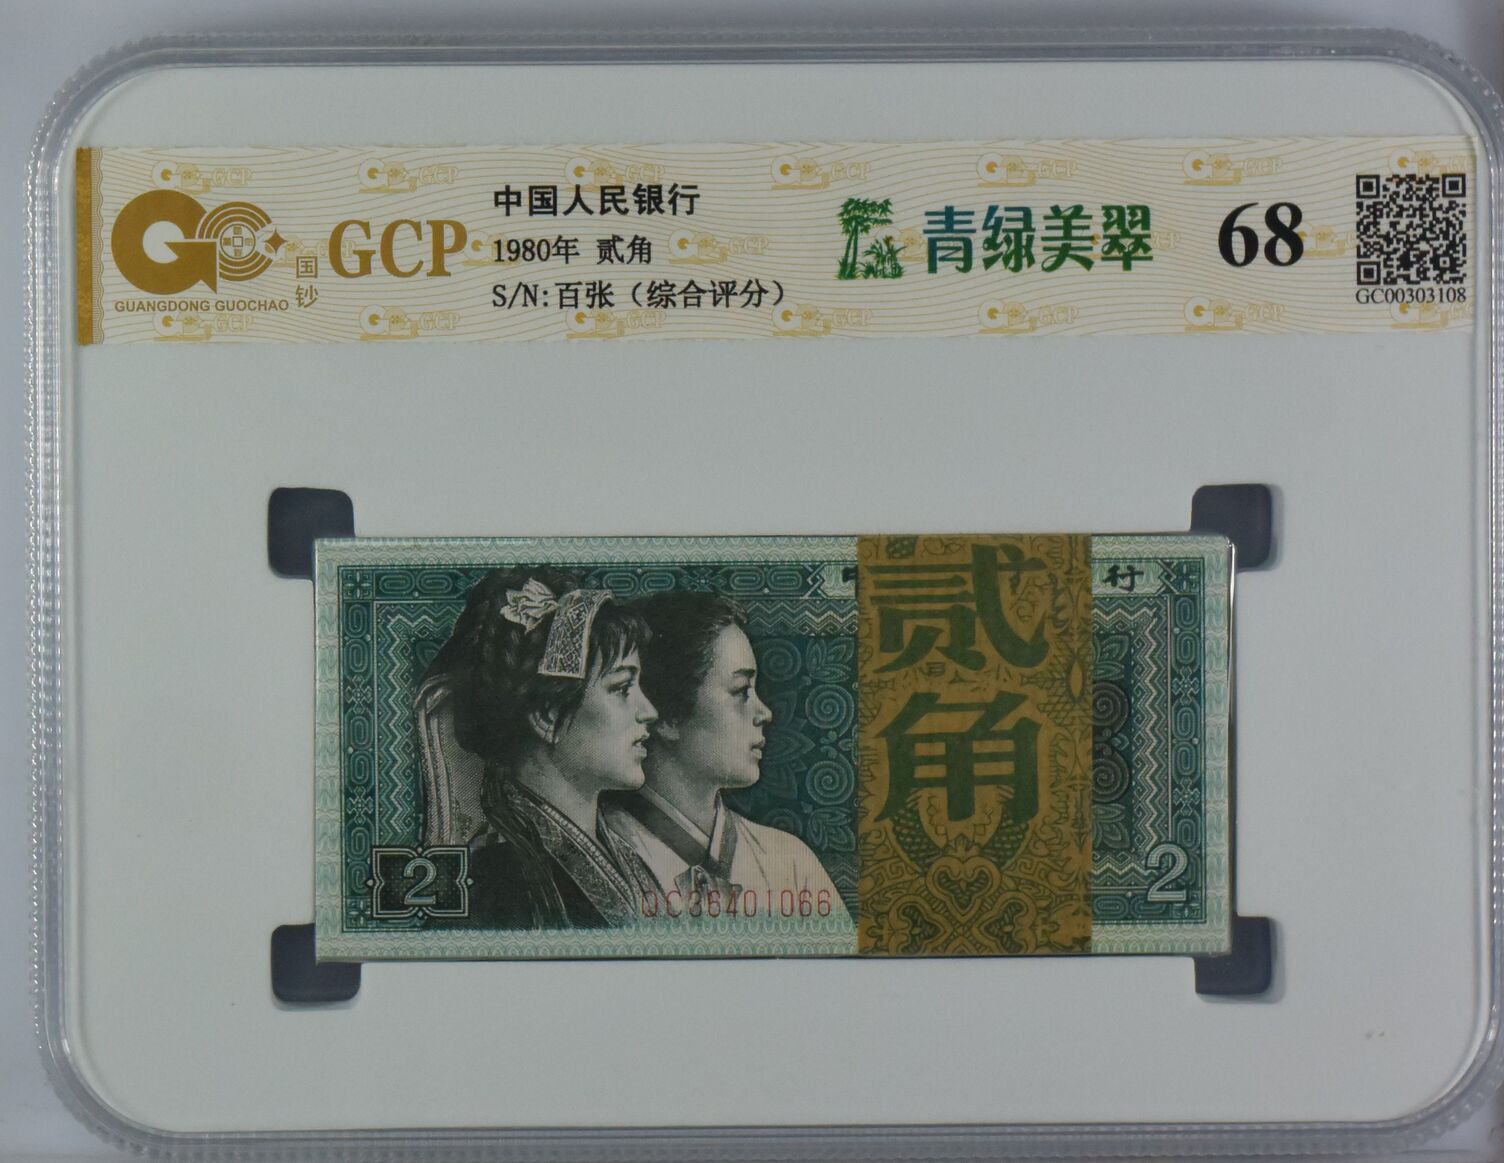 GCP
国钞
GUANGDONG GUOCHAO
中国人民银行
1980年 贰角
S/N:百张（综合评分）
青绿美翠
68
GC00303108
行
贰角
2
QC36401066
2